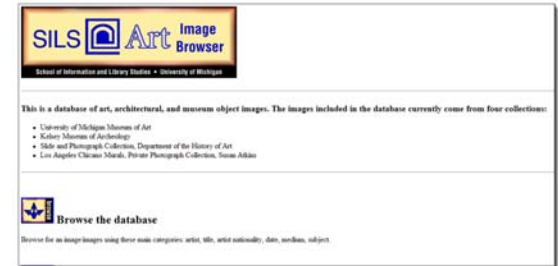 SILS Art Image Browser
School of Information and Library Studies • University of Michigan
This is a database of art, architectural, and museum object images. The images included in the database currently come from four collections:
• University of Michigan Museum of Art
• Kelsey Museum of Archeology
• Slide and Photograph Collection, Department of the History of Art
• Los Angeles Chicano Murals, Private Photograph Collection, Susan Atkins
Browse the database
Browse for an image/images using these main categories: artist, title, artist nationality, date, medium, subject.